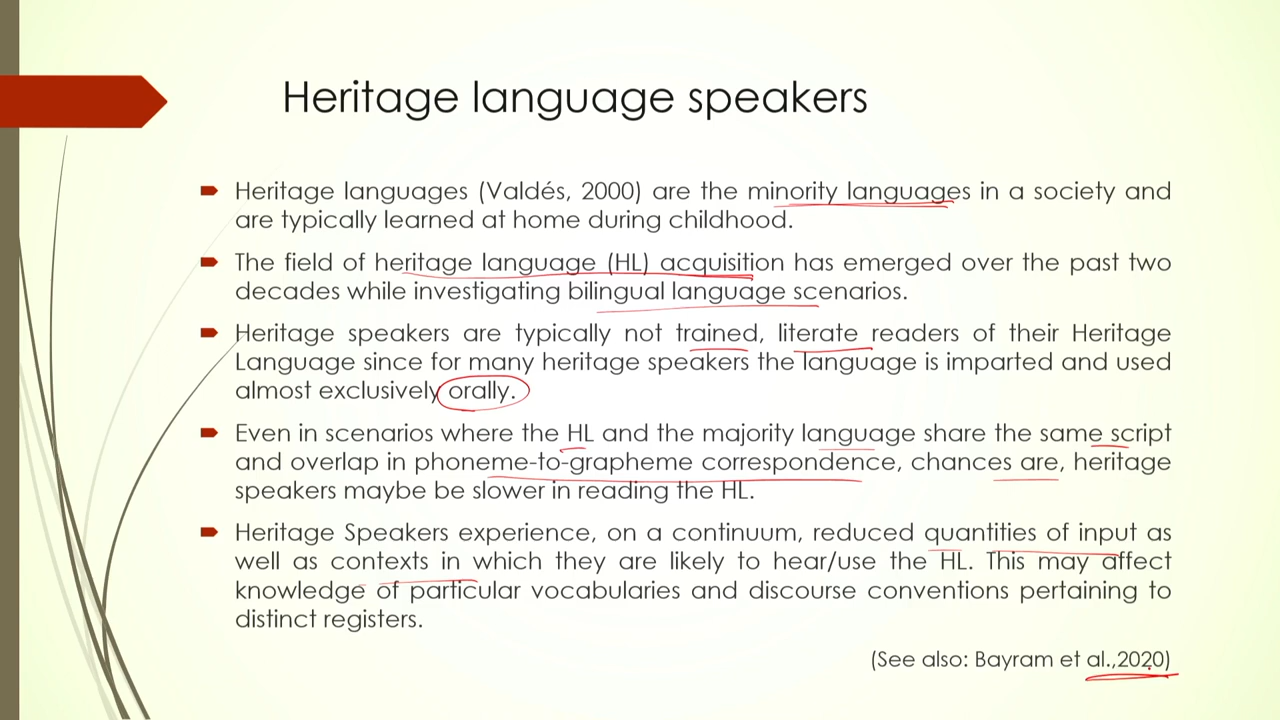 Heritage language speakers
Heritage languages (Valdés, 2000) are the minority languages in a society and
are typically learned at home during childhood.
The field of heritage language (HL) acquisition has emerged over the past two
decades while investigating bilingual language scenarios.
Heritage speakers are typically not trained, literate readers of their Heritage
Language since for many heritage speakers the language is imparted and used
almost exclusively orally.
Even in scenarios where the HL and the majority language share the same script
and overlap in phoneme-to-grapheme correspondence, chances are, heritage
speakers maybe be slower in reading the HL.
Heritage Speakers experience, on a continuum, reduced quantities of input as
well as contexts in which they are likely to hear/use the HL. This may affect
knowledge of particular vocabularies and discourse conventions pertaining to
distinct registers.
(See also: Bayram et al.,2020)